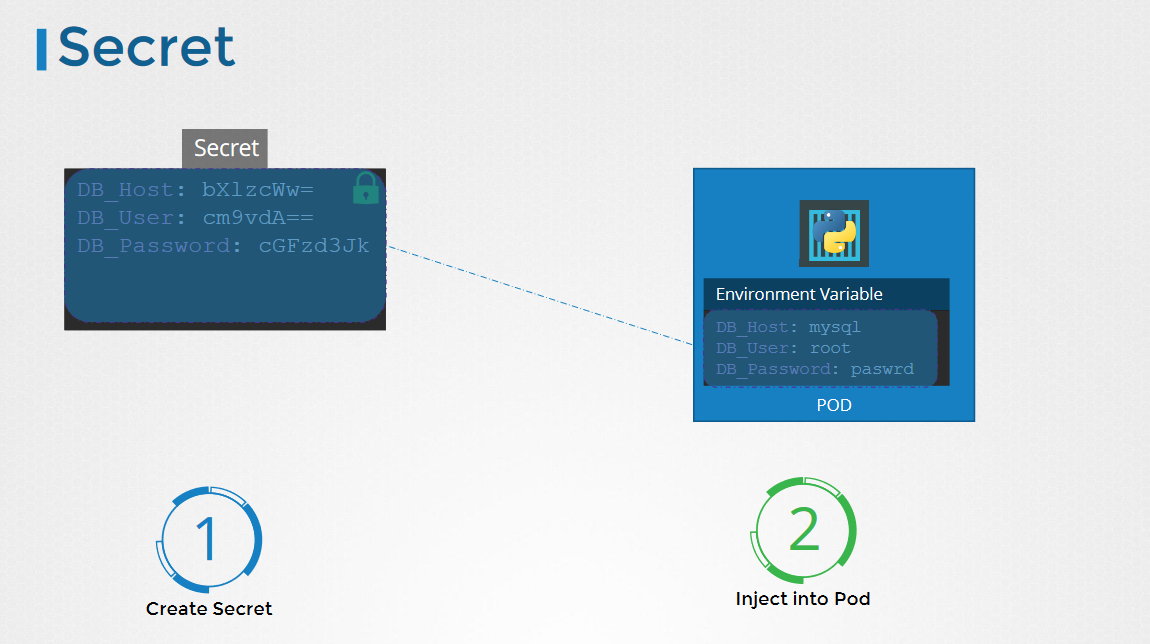 Secret
Secret
DB_Host: bXlzcWw=
DB_User: cm9vdA==
DB_Password: cGFzd3Jk
Environment Variable
DB_Host: mysql
DB_User: root
DB_Password: paswrd
POD
1
Create Secret
2
Inject into Pod